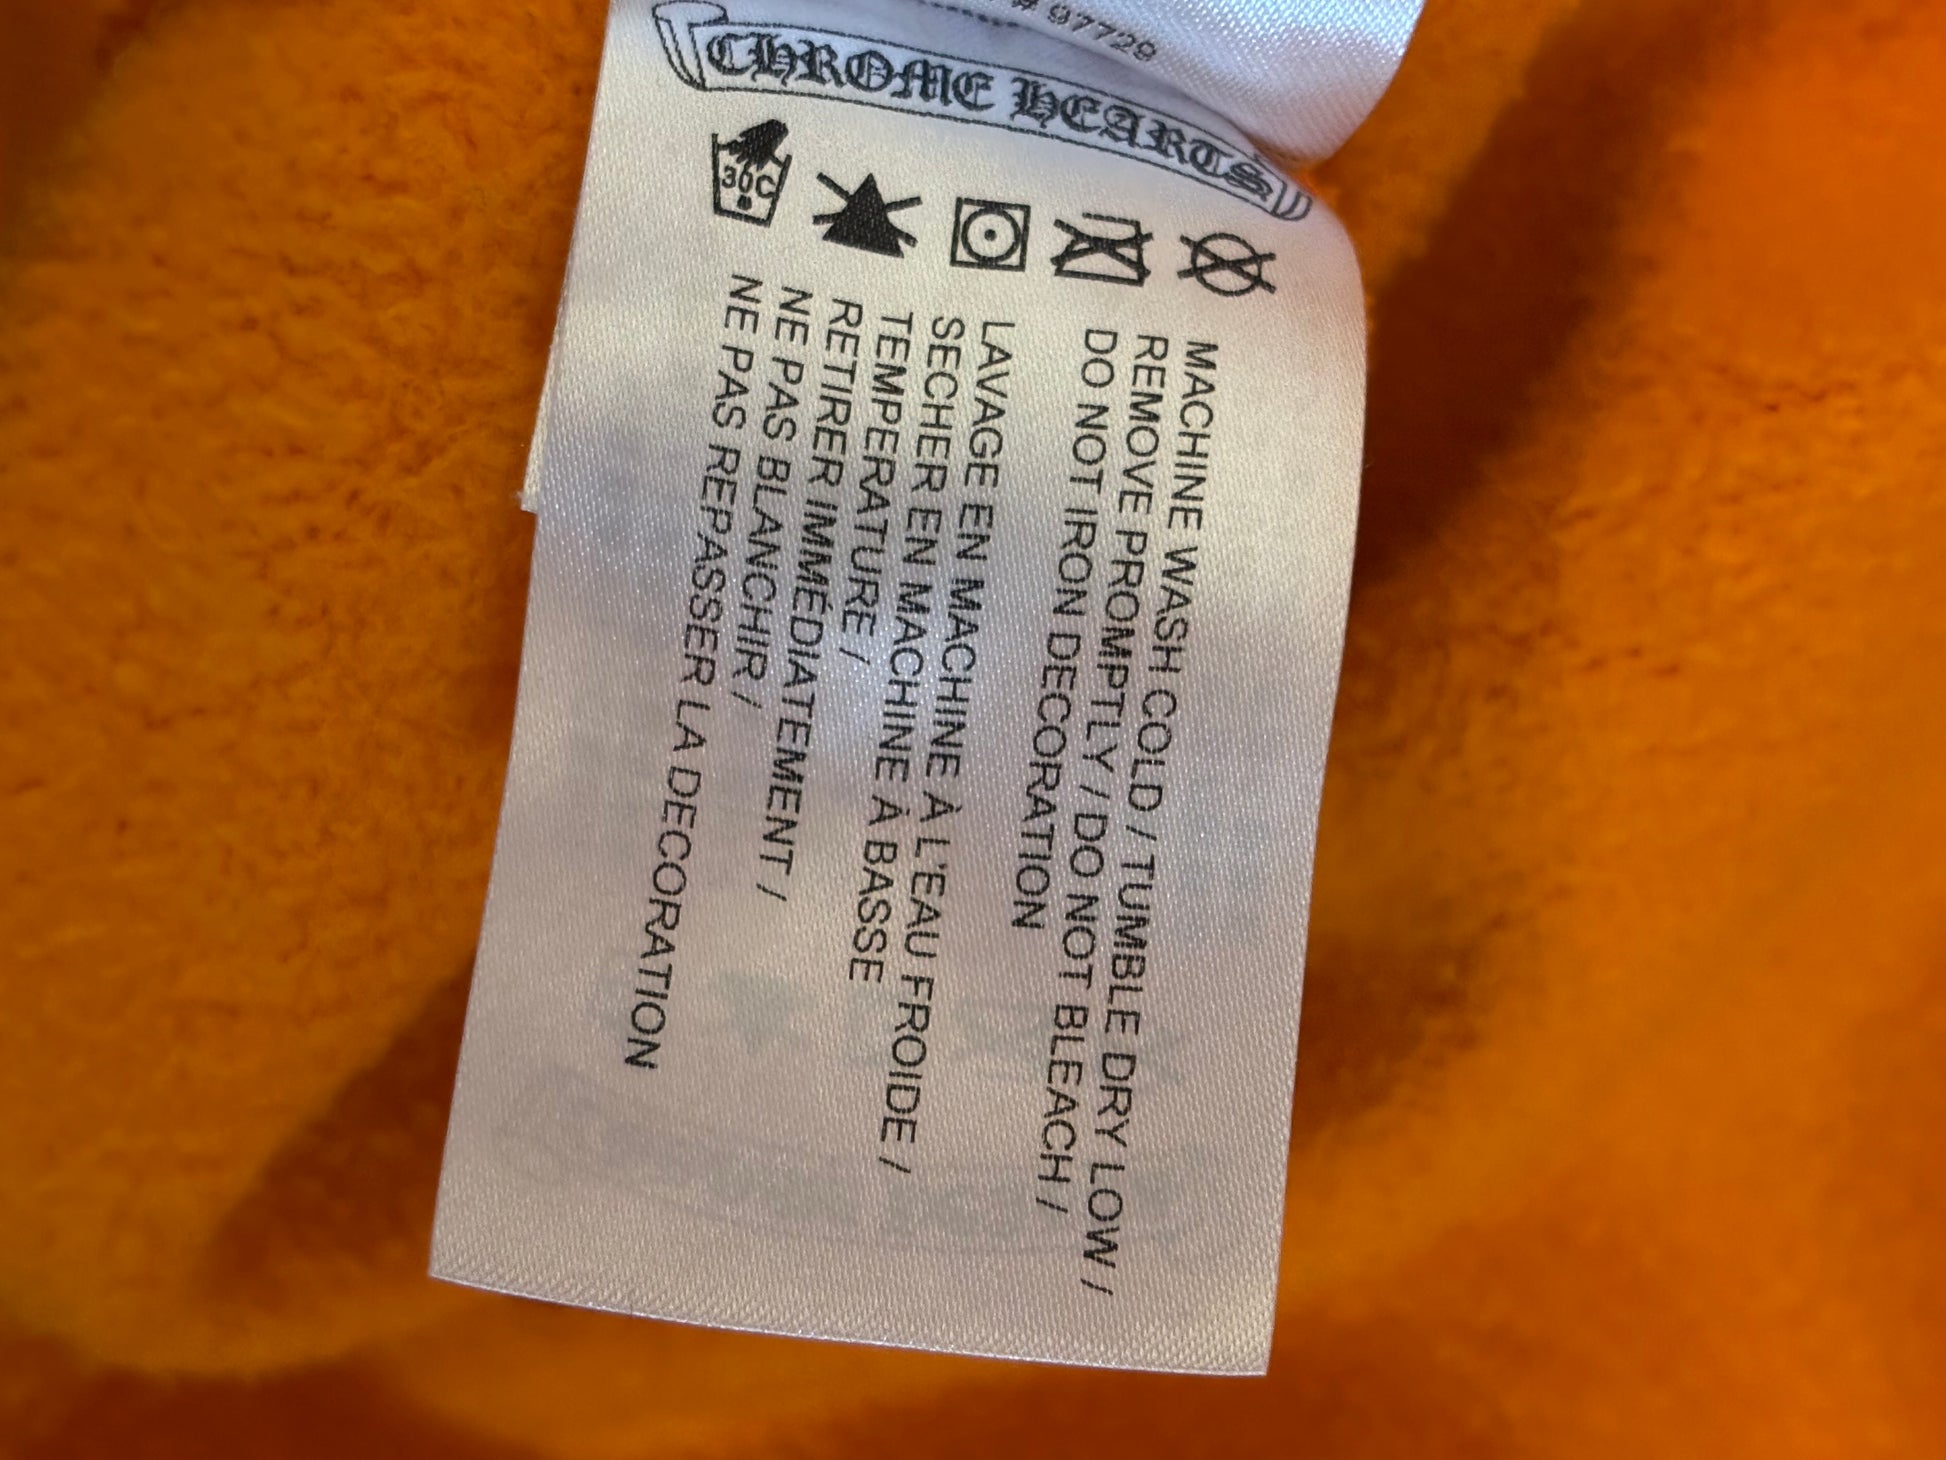 # 97729
CHROME HEARTS
30C
MACHINE WASH COLD / TUMBLE DRY LOW /
REMOVE PROMPTLY / DO NOT BLEACH /
DO NOT IRON DECORATION
LAVAGE EN MACHINE À L'EAU FROIDE /
SECHER EN MACHINE À BASSE
TEMPERATURE /
RETIRER IMMÉDIATEMENT /
NE PAS BLANCHIR /
NE PAS REPASSER LA DECORATION